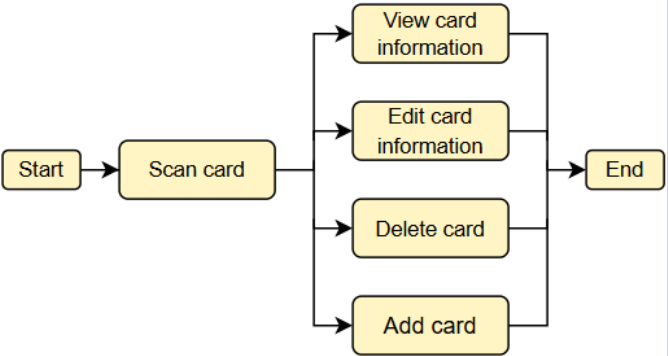 Start
Scan card
View card
information
Edit card
information
Delete card
Add card
End